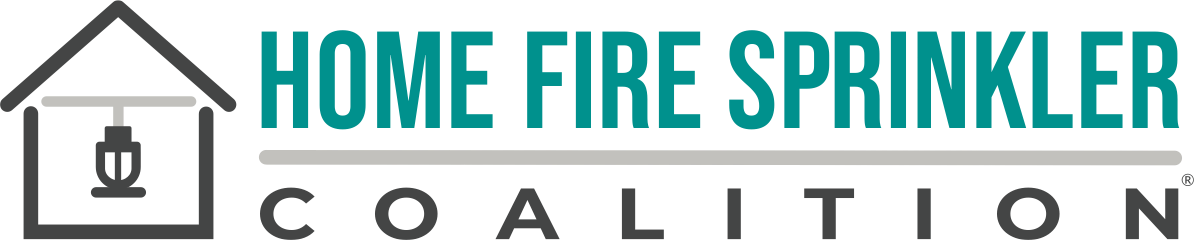 HOME FIRE SPRINKLER
COALITION®